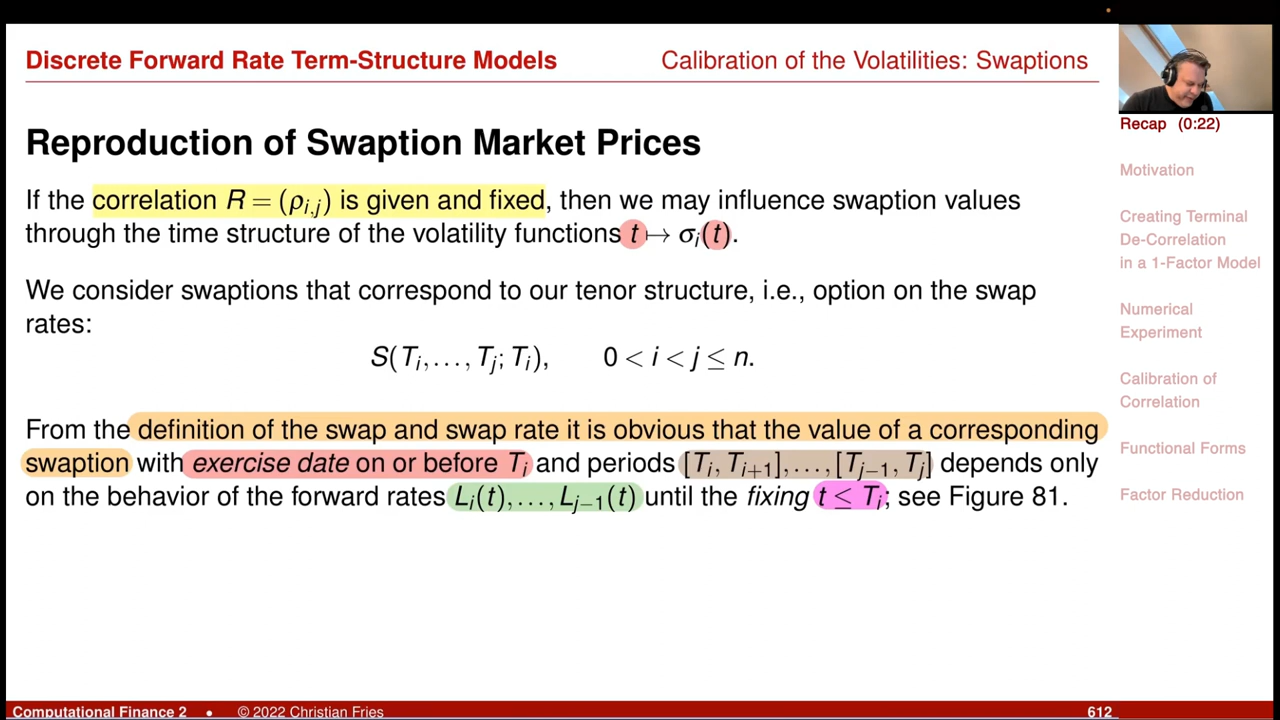 Discrete Forward Rate Term-Structure Models
Calibration of the Volatilities: Swaptions
Reproduction of Swaption Market Prices
If the correlation R = (ρi,j) is given and fixed, then we may influence swaption values
through the time structure of the volatility functions t ↦ σi(t).
We consider swaptions that correspond to our tenor structure, i.e., option on the swap
rates:
S(Ti,…,Tj;Ti),   0 < i < j ≤ n.
From the definition of the swap and swap rate it is obvious that the value of a corresponding
swaption with exercise date on or before Ti and periods [Ti,Ti+1],…,[Tj−1,Tj] depends only
on the behavior of the forward rates Li(t),…,Lj−1(t) until the fixing t ≤ Ti; see Figure 81.
Recap (0:22)
Motivation
Creating Terminal
De-Correlation
in a 1-Factor Model
Numerical
Experiment
Calibration of
Correlation
Functional Forms
Factor Reduction
Computational Finance 2 • © 2022 Christian Fries
612